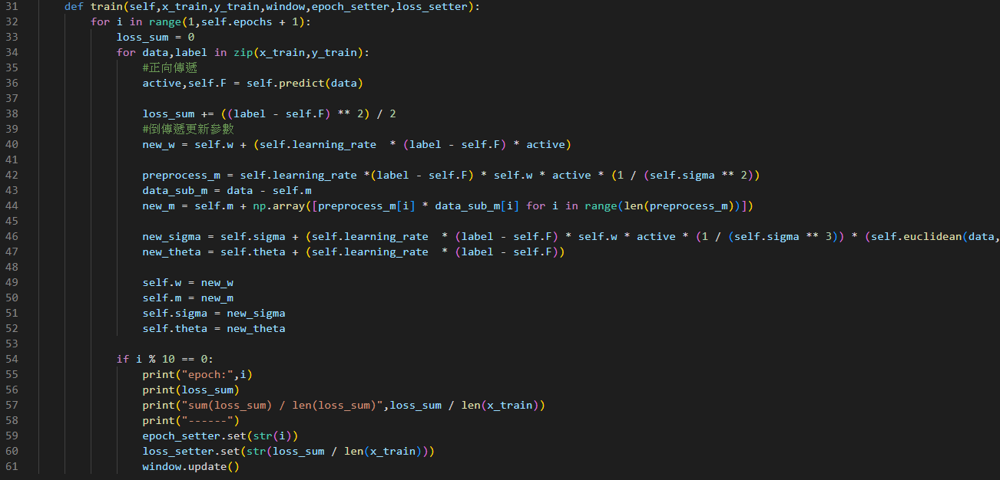 31 def train(self,x_train,y_train,window,epoch_setter,loss_setter):
32 for i in range(1,self.epochs + 1):
33 loss_sum = 0
34 for data,label in zip(x_train,y_train):
35 #正向傳遞
36 active,self.F = self.predict(data)
37
38 loss_sum += ((label - self.F) ** 2) / 2
39 #倒傳遞更新參數
40 new_w = self.w + (self.learning_rate  * (label - self.F) * active)
41
42 preprocess_m = self.learning_rate *(label - self.F) * self.w * active * (1 / (self.sigma ** 2))
43 data_sub_m = data - self.m
44 new_m = self.m + np.array([preprocess_m[i] * data_sub_m[i] for i in range(len(preprocess_m))])
45
46 new_sigma = self.sigma + (self.learning_rate  * (label - self.F) * self.w * active * (1 / (self.sigma ** 3)) * (self.euclidean(data,
47 new_theta = self.theta + (self.learning_rate  * (label - self.F))
48
49 self.w = new_w
50 self.m = new_m
51 self.sigma = new_sigma
52 self.theta = new_theta
53
54 if i % 10 == 0:
55 print("epoch:",i)
56 print(loss_sum)
57 print("sum(loss_sum) / len(loss_sum)",loss_sum / len(x_train))
58 print("------")
59 epoch_setter.set(str(i))
60 loss_setter.set(str(loss_sum / len(x_train)))
61 window.update()